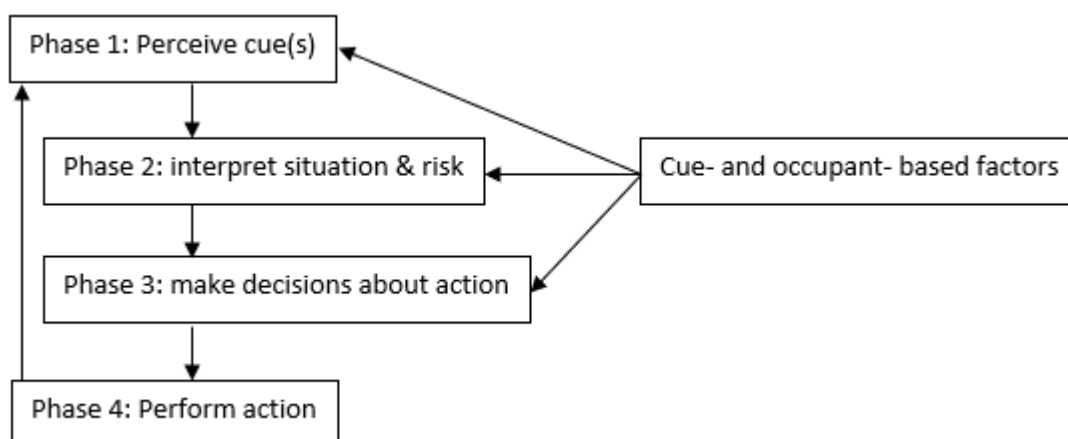 Phase 1: Perceive cue(s)
Phase 2: interpret situation & risk
Cue- and occupant- based factors
Phase 3: make decisions about action
Phase 4: Perform action